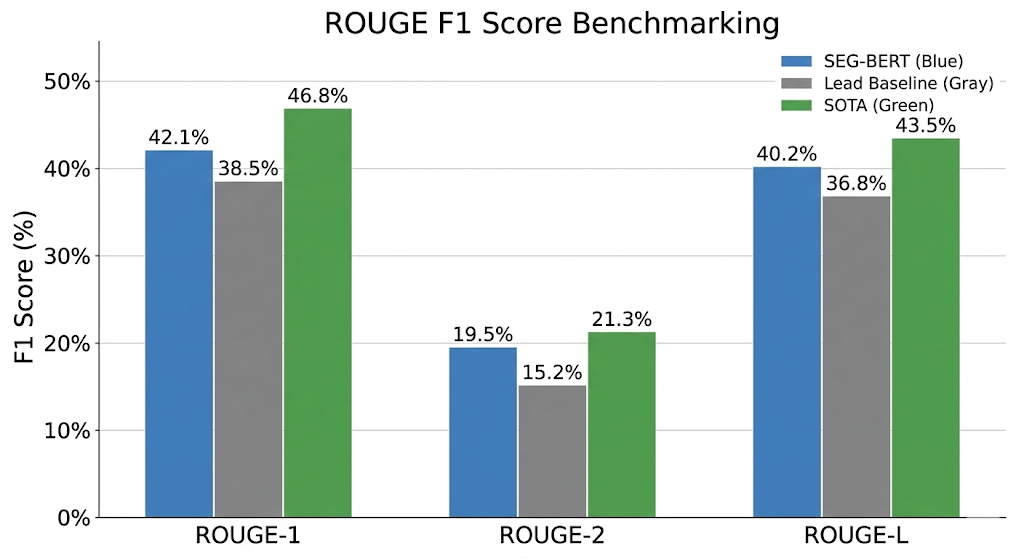 ROUGE F1 Score Benchmarking
F1 Score (%)
50%
40%
30%
20%
10%
0%
SEG-BERT (Blue)
Lead Baseline (Gray)
SOTA (Green)
42.1%
38.5%
46.8%
19.5%
15.2%
21.3%
40.2%
36.8%
43.5%
ROUGE-1
ROUGE-2
ROUGE-L